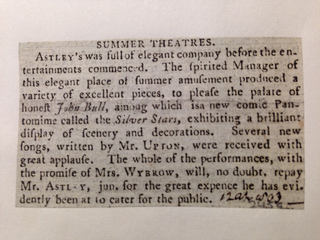 SUMMER THEATRES.
ASTLEY's was full of elegant company before the en-
tertainments commenced. The spirited Manager of
this elegant place of summer amusement produced a
variety of excellent pieces, to please the palate of
honest John Bull, among which is a new comic Pan-
tomime called the Silver Stars, exhibiting a brilliant
display of scenery and decorations. Several new
songs, written by Mr. UPTON, were received with
great applause. The whole of the performances, with
the promise of Mrs. WYBROW, will, no doubt, repay
Mr. ASTLEY, jun. for the great expence he has evi-
dently been at to cater for the public.